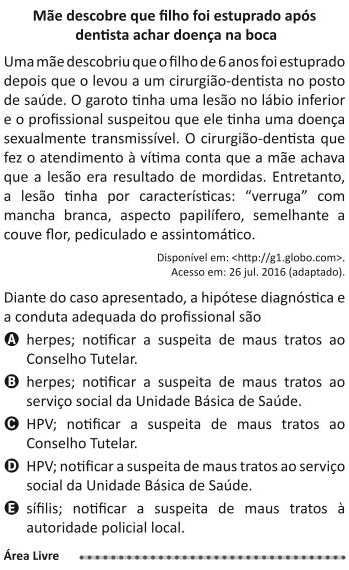 Mãe descobre que filho foi estuprado após
dentista achar doença na boca
Uma mãe descobriu que o filho de 6 anos foi estuprado
depois que o levou a um cirurgião-dentista no posto
de saúde. O garoto tinha uma lesão no lábio inferior
e o profissional suspeitou que ele tinha uma doença
sexualmente transmissível. O cirurgião-dentista que
fez o atendimento à vítima conta que a mãe achava
que a lesão era resultado de mordidas. Entretanto,
a lesão tinha por características: “verruga” com
mancha branca, aspecto papilífero, semelhante a
couve flor, pediculado e assintomático.
Disponível em: <http://g1.globo.com>.
Acesso em: 26 jul. 2016 (adaptado).
Diante do caso apresentado, a hipótese diagnóstica e
a conduta adequada do profissional são
A herpes; notificar a suspeita de maus tratos ao
Conselho Tutelar.
B herpes; notificar a suspeita de maus tratos ao
serviço social da Unidade Básica de Saúde.
C HPV; notificar a suspeita de maus tratos ao
Conselho Tutelar.
D HPV; notificar a suspeita de maus tratos ao serviço
social da Unidade Básica de Saúde.
E sífilis; notificar a suspeita de maus tratos à
autoridade policial local.
Área Livre